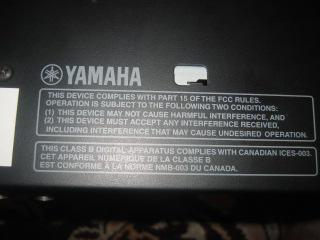 YAMAHA
THIS DEVICE COMPLIES WITH PART 15 OF THE FCC RULES.
OPERATION IS SUBJECT TO THE FOLLOWING TWO CONDITIONS:
(1) THIS DEVICE MAY NOT CAUSE HARMFUL INTERFERENCE, AND
(2) THIS DEVICE MUST ACCEPT ANY INTERFERENCE RECEIVED,
INCLUDING INTERFERENCE THAT MAY CAUSE UNDESIRED OPERATION.
THIS CLASS B DIGITAL APPARATUS COMPLIES WITH CANADIAN ICES-003.
CET APPAREIL NUMERIQUE DE LA CLASSE B
EST CONFORME À LA NORME NMB-003 DU CANADA.